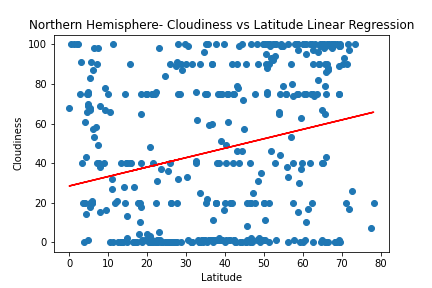 Northern Hemisphere- Cloudiness vs Latitude Linear Regression
100
80
60
40
20
0
Cloudiness
0 10 20 30 40 50 60 70 80
Latitude